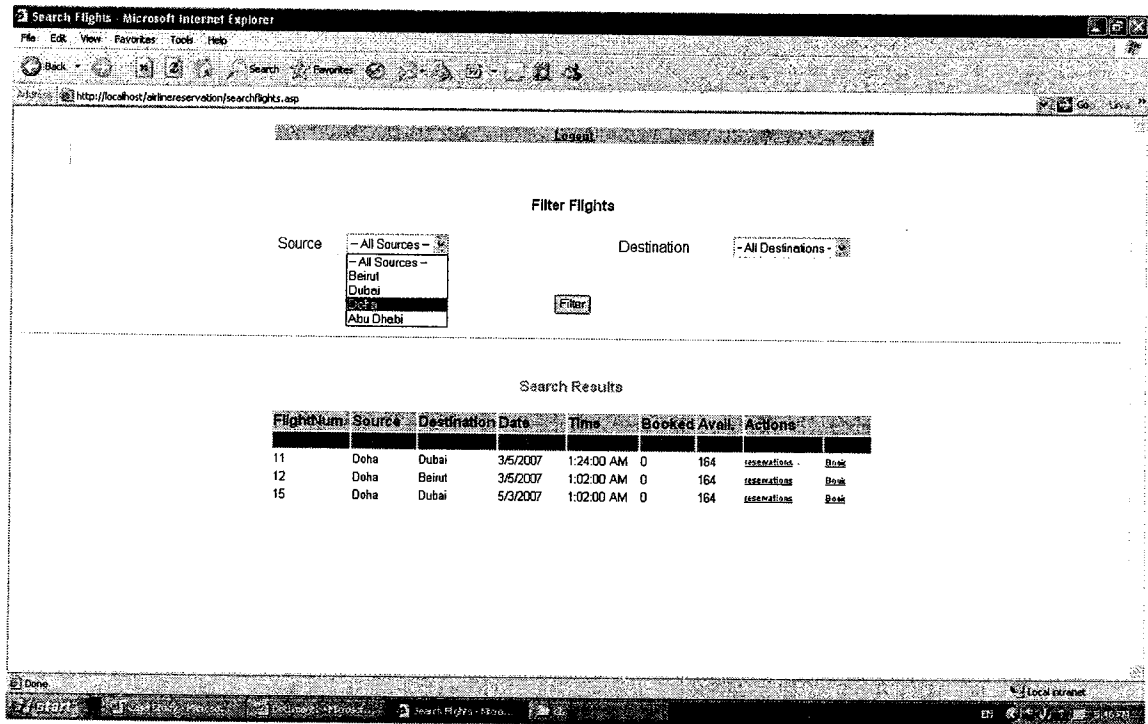 Search Flights - Microsoft Internet Explorer
File Edit View Favorites Tools Help
Back Search Favorites
Address http://localhost/airlinereservation/searchflights.asp Go Links
Logout
Filter Flights
Source – All Sources – Destination - All Destinations -
– All Sources –
Beirut
Dubai
Doha
Abu Dhabi
Filter
Search Results
FlightNum Source Destination Date Time Booked Avail. Actions
11 Doha Dubai 3/5/2007 1:24:00 AM 0 164 reservations Book
12 Doha Beirut 3/5/2007 1:02:00 AM 0 164 reservations Book
15 Doha Dubai 5/3/2007 1:02:00 AM 0 164 reservations Book
Done Local intranet
start Search Flights - Micro... EN